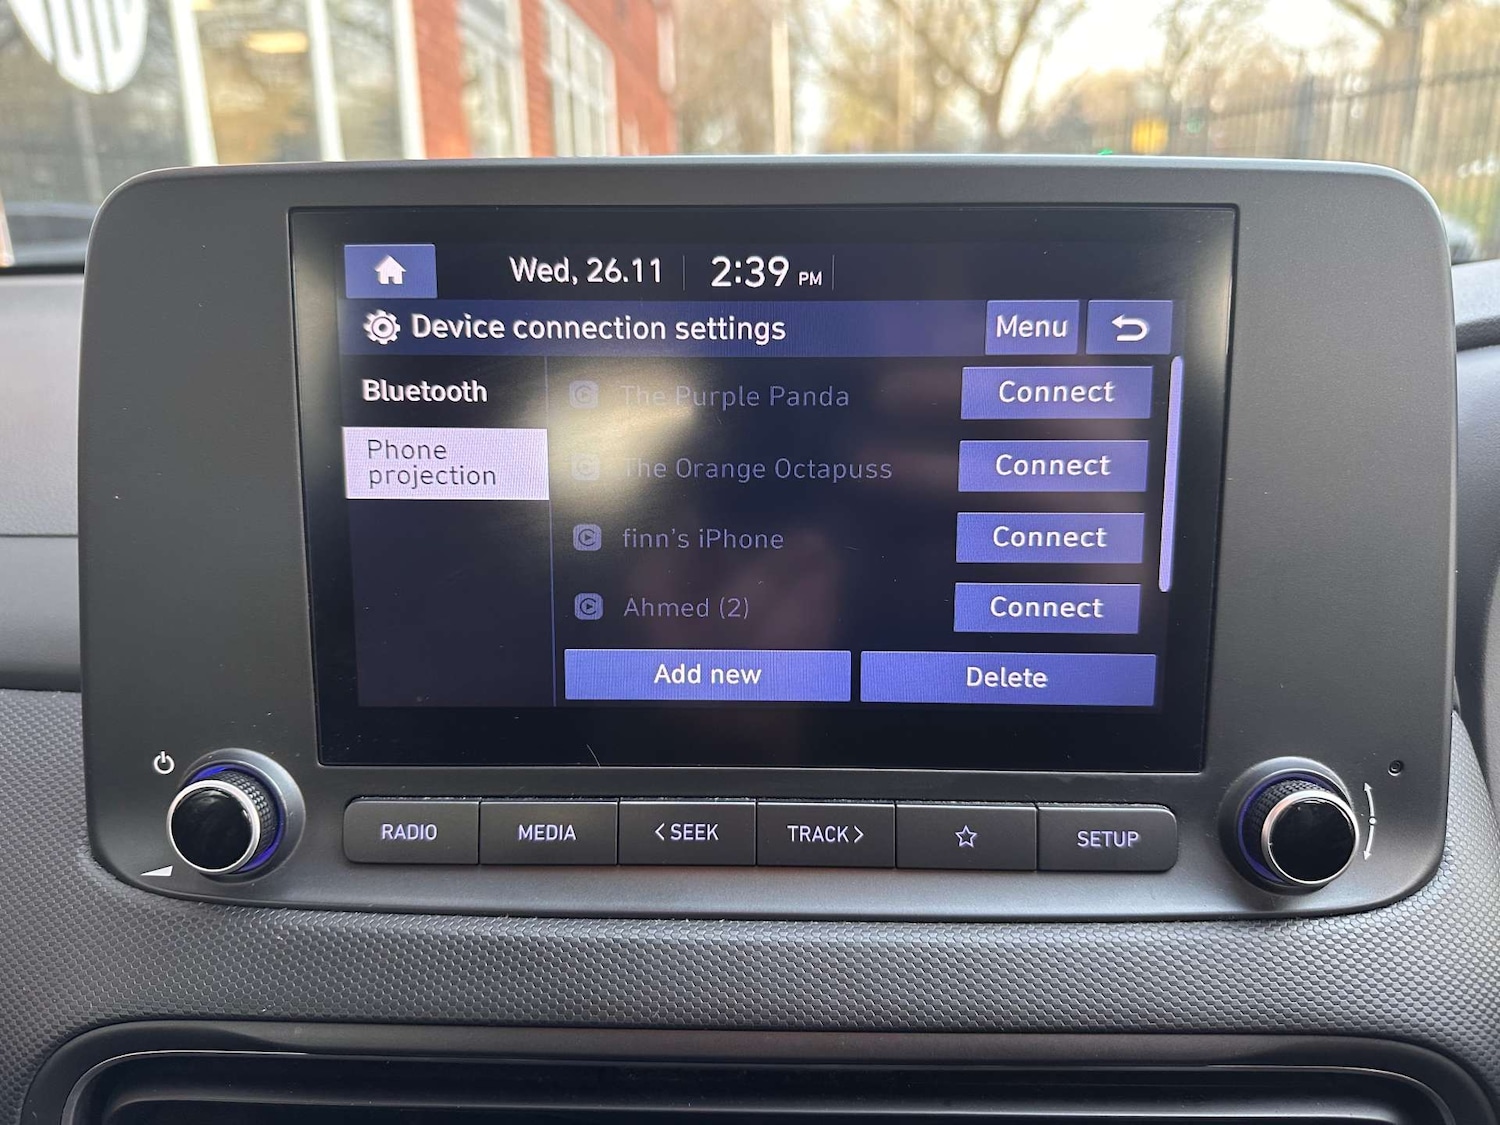 Wed, 26.11 2:39 PM
Device connection settings Menu
Bluetooth
Phone
projection
The Purple Panda Connect
The Orange Octapuss Connect
finn's iPhone Connect
Ahmed (2) Connect
Add new Delete
RADIO MEDIA <SEEK TRACK> SETUP